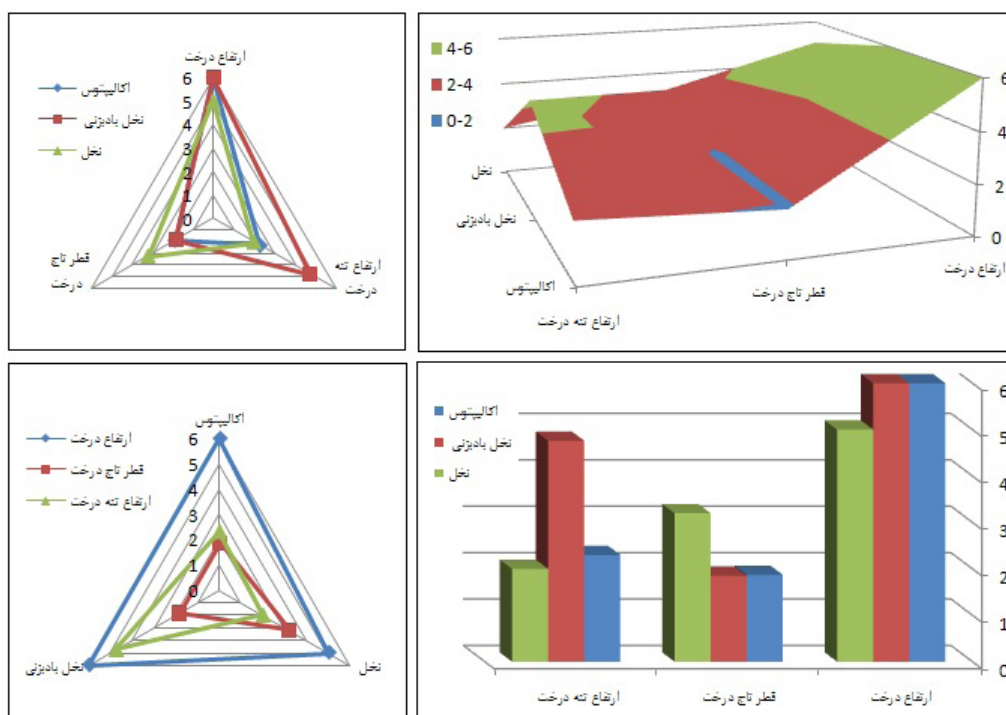 ارتفاع درخت
اکالیپتوس
نخل بادبزنی
نخل
6
5
4
3
2
1
0
قطر تاج
درخت
ارتفاع تنه
درخت
4-6
2-4
0-2
نخل
نخل بادبزنی
اکالیپتوس
ارتفاع تنه درخت
قطر تاج درخت
ارتفاع درخت
6
4
2
0
اکالیپتوس
ارتفاع درخت
قطر تاج درخت
ارتفاع تنه درخت
6
5
4
3
2
1
0
نخل بادبزنی
نخل
اکالیپتوس
نخل بادبزنی
نخل
6
5
4
3
2
1
0
ارتفاع تنه درخت
قطر تاج درخت
ارتفاع درخت